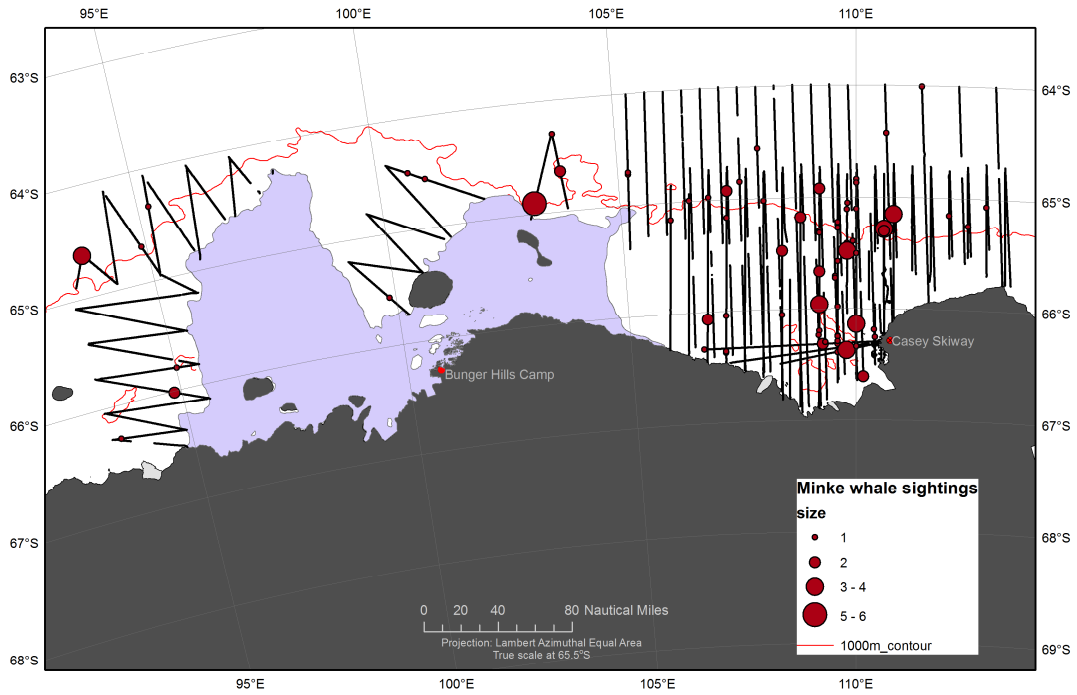 95°E 100°E 105°E 110°E
63°S
64°S
64°S
65°S
65°S
66°S
66°S
67°S
67°S
68°S
68°S
69°S
Casey Skiway
Bunger Hills Camp
Minke whale sightings
size
1
2
3 - 4
5 - 6
1000m_contour
0 20 40 80 Nautical Miles
Projection: Lambert Azimuthal Equal Area
True scale at 65.5°S
95°E 100°E 105°E 110°E